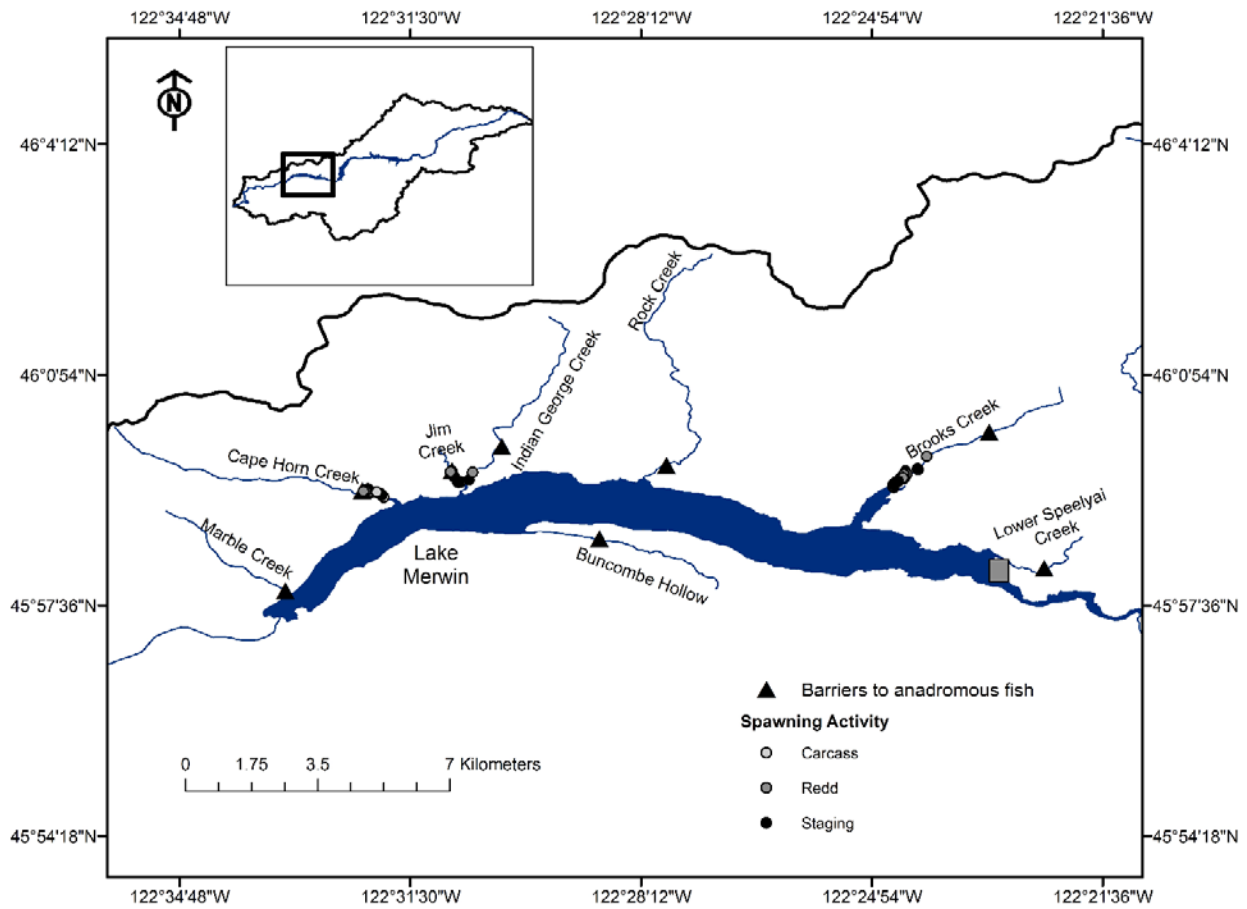 122°34'48"W 122°31'30"W 122°28'12"W 122°24'54"W 122°21'36"W
N
46°4'12"N 46°4'12"N
Rock Creek
46°0'54"N 46°0'54"N
Indian George Creek
Jim
Creek
Brooks Creek
Cape Horn Creek
Marble Creek
Lower Speelyai
Creek
Lake
Merwin
Buncombe Hollow
45°57'36"N 45°57'36"N
Barriers to anadromous fish
Spawning Activity
Carcass
Redd
Staging
0 1.75 3.5 7 Kilometers
45°54'18"N 45°54'18"N
122°34'48"W 122°31'30"W 122°28'12"W 122°24'54"W 122°21'36"W